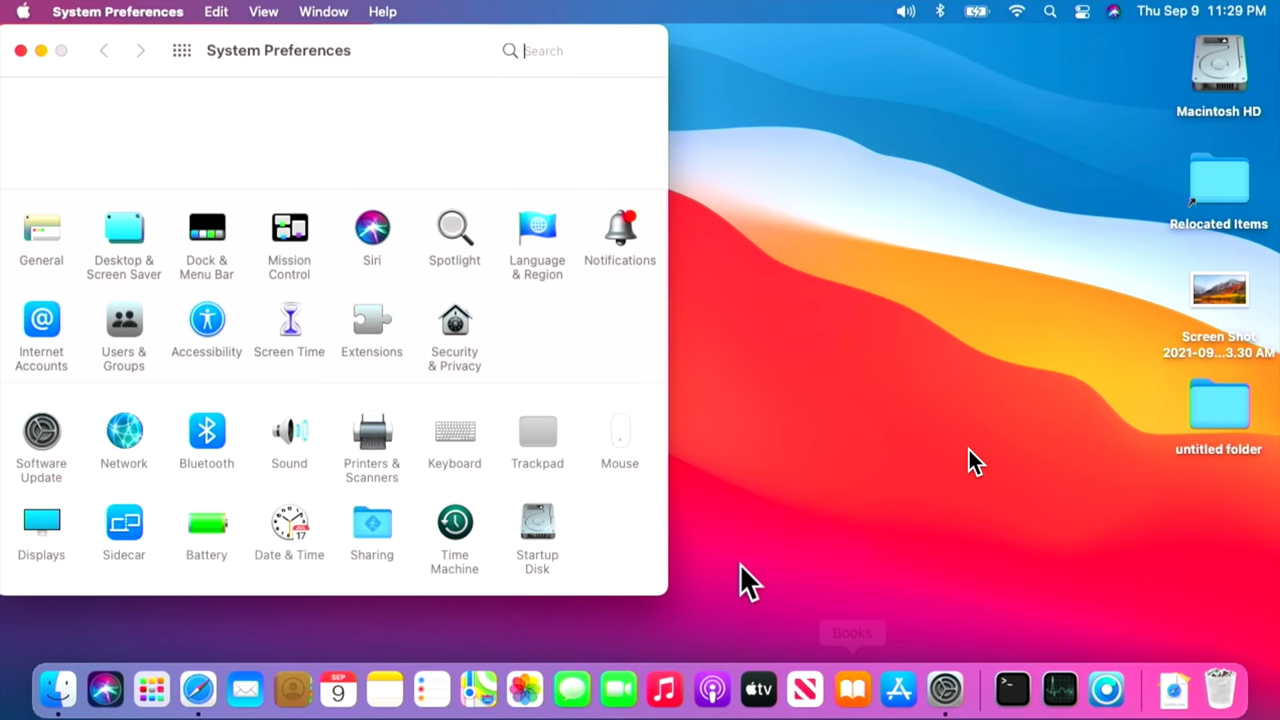 System Preferences Edit View Window Help Thu Sep 9 11:29 PM
System Preferences
Search
General
Desktop &
Screen Saver
Dock &
Menu Bar
Mission
Control
Siri
Spotlight
Language
& Region
Notifications
Internet
Accounts
Users &
Groups
Accessibility
Screen Time
Extensions
Security
& Privacy
Software
Update
Network
Bluetooth
Sound
Printers &
Scanners
Keyboard
Trackpad
Mouse
Displays
Sidecar
Battery
Date & Time
Sharing
Time
Machine
Startup
Disk
Macintosh HD
Relocated Items
Screen Shot
2021-09...3.30 AM
untitled folder
Books
SEP
9
tv